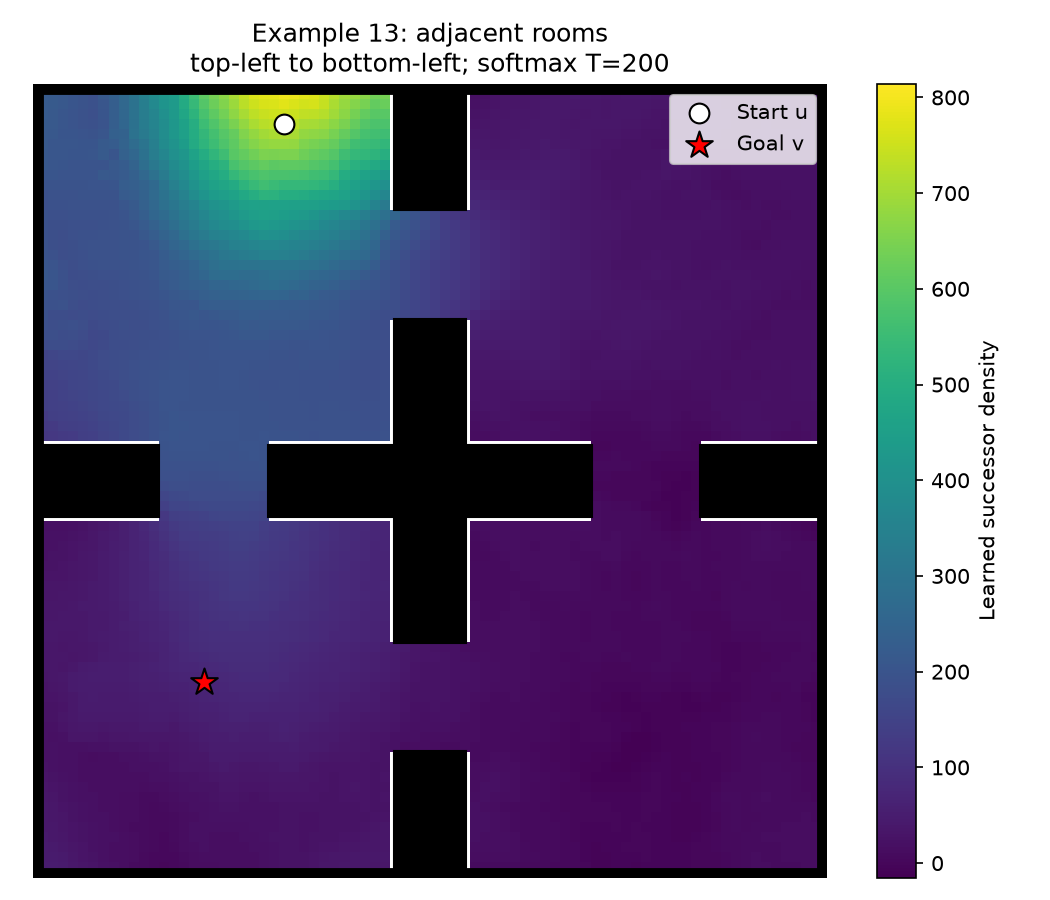 Example 13: adjacent rooms
top-left to bottom-left; softmax T=200
Start u
Goal v
800
700
600
500
400
300
200
100
0
Learned successor density